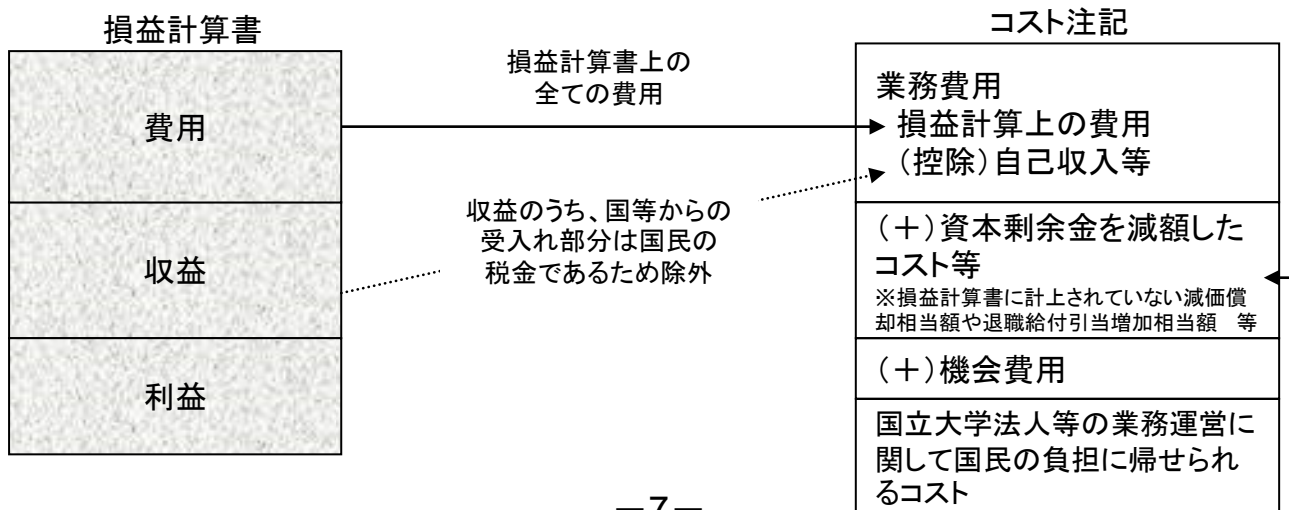 損益計算書
費用
収益
利益
損益計算書上の
全ての費用
収益のうち、国等からの
受入れ部分は国民の
税金であるため除外
コスト注記
業務費用
損益計算上の費用
(控除)自己収入等
(+)資本剰余金を減額した
コスト等
※損益計算書に計上されていない減価償
却相当額や退職給付引当増加相当額　等
(+)機会費用
国立大学法人等の業務運営に
関して国民の負担に帰せられ
るコスト
―7―